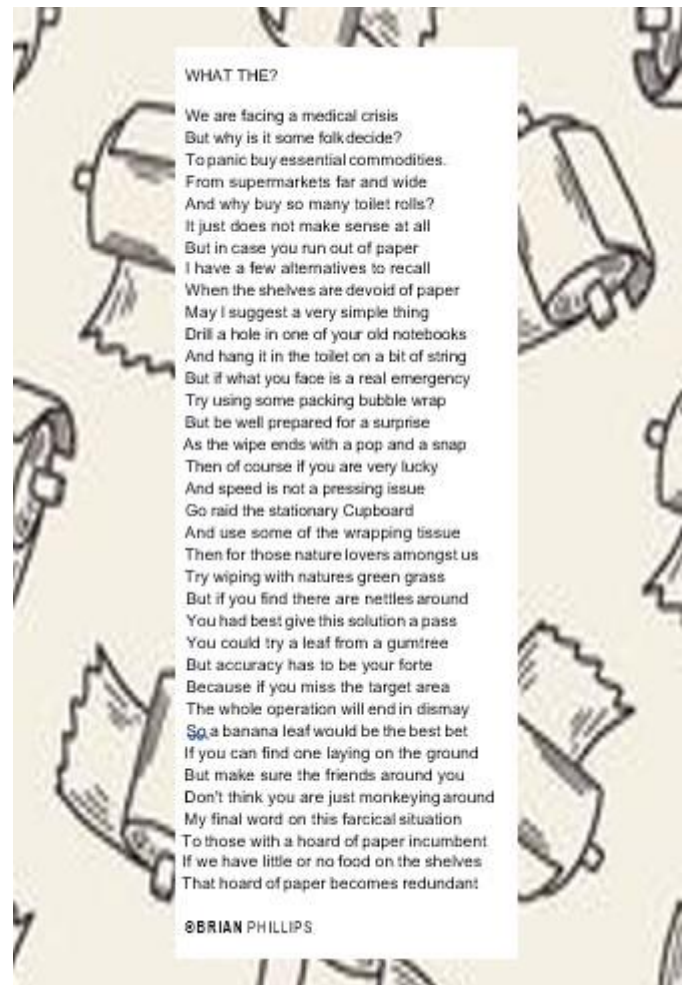 WHAT THE?
We are facing a medical crisis
But why is it some folk decide?
To panic buy essential commodities.
From supermarkets far and wide
And why buy so many toilet rolls?
It just does not make sense at all
But in case you run out of paper
I have a few alternatives to recall
When the shelves are devoid of paper
May I suggest a very simple thing
Drill a hole in one of your old notebooks
And hang it in the toilet on a bit of string
But if what you face is a real emergency
Try using some packing bubble wrap
But be well prepared for a surprise
As the wipe ends with a pop and a snap
Then of course if you are very lucky
And speed is not a pressing issue
Go raid the stationary Cupboard
And use some of the wrapping tissue
Then for those nature lovers amongst us
Try wiping with natures green grass
But if you find there are nettles around
You had best give this solution a pass
You could try a leaf from a gumtree
But accuracy has to be your forte
Because if you miss the target area
The whole operation will end in dismay
So a banana leaf would be the best bet
If you can find one laying on the ground
But make sure the friends around you
Don't think you are just monkeying around
My final word on this farcical situation
To those with a hoard of paper incumbent
If we have little or no food on the shelves
That hoard of paper becomes redundant
©BRIAN PHILLIPS